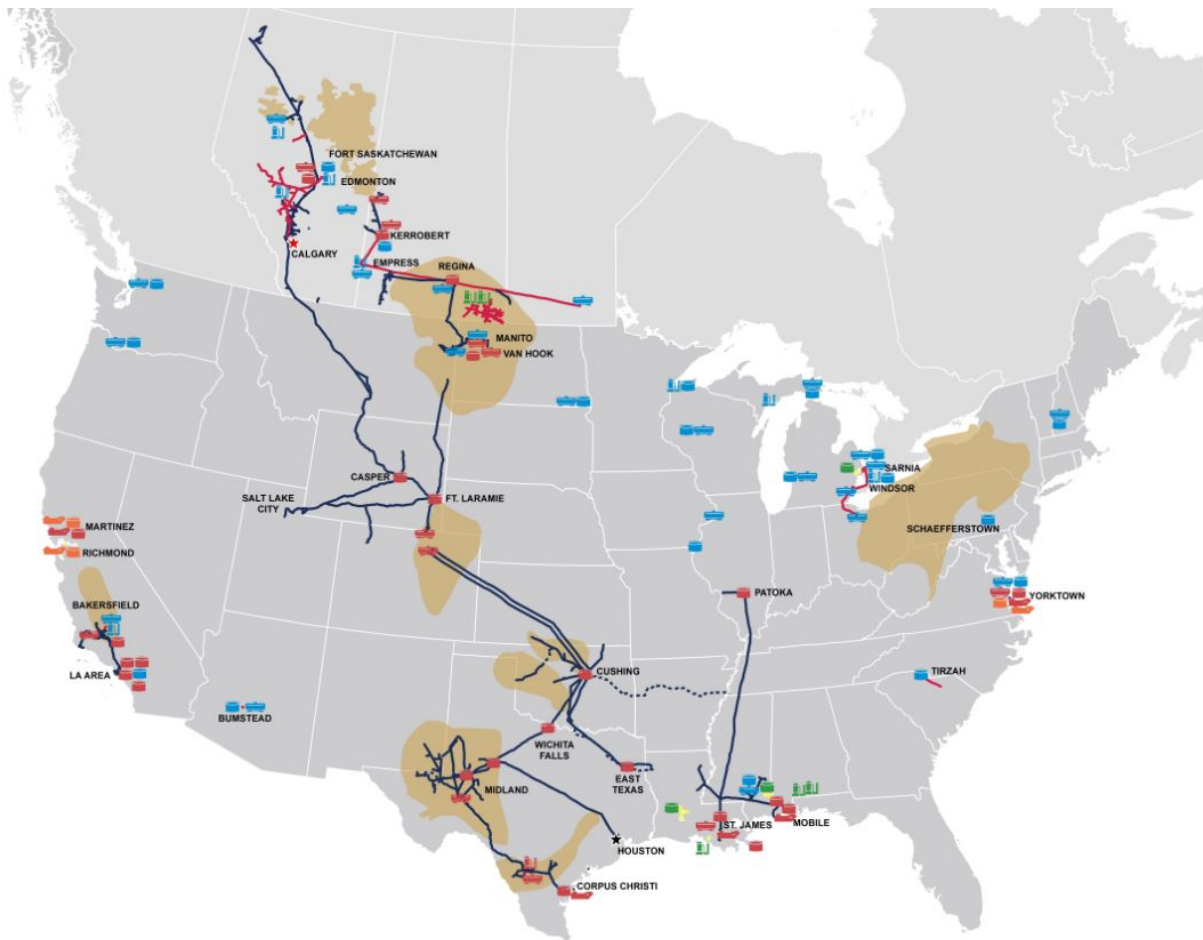 FORT SASKATCHEWAN
EDMONTON
KERROBERT
CALGARY
EMPRESS
REGINA
MANITO
VAN HOOK
CASPER
SALT LAKE
CITY
FT. LARAMIE
SARNIA
WINDSOR
SCHAEFFERSTOWN
MARTINEZ
RICHMOND
BAKERSFIELD
PATOKA
YORKTOWN
LA AREA
CUSHING
TIRZAH
BUMSTEAD
WICHITA
FALLS
EAST
TEXAS
MIDLAND
ST. JAMES
MOBILE
HOUSTON
CORPUS CHRISTI